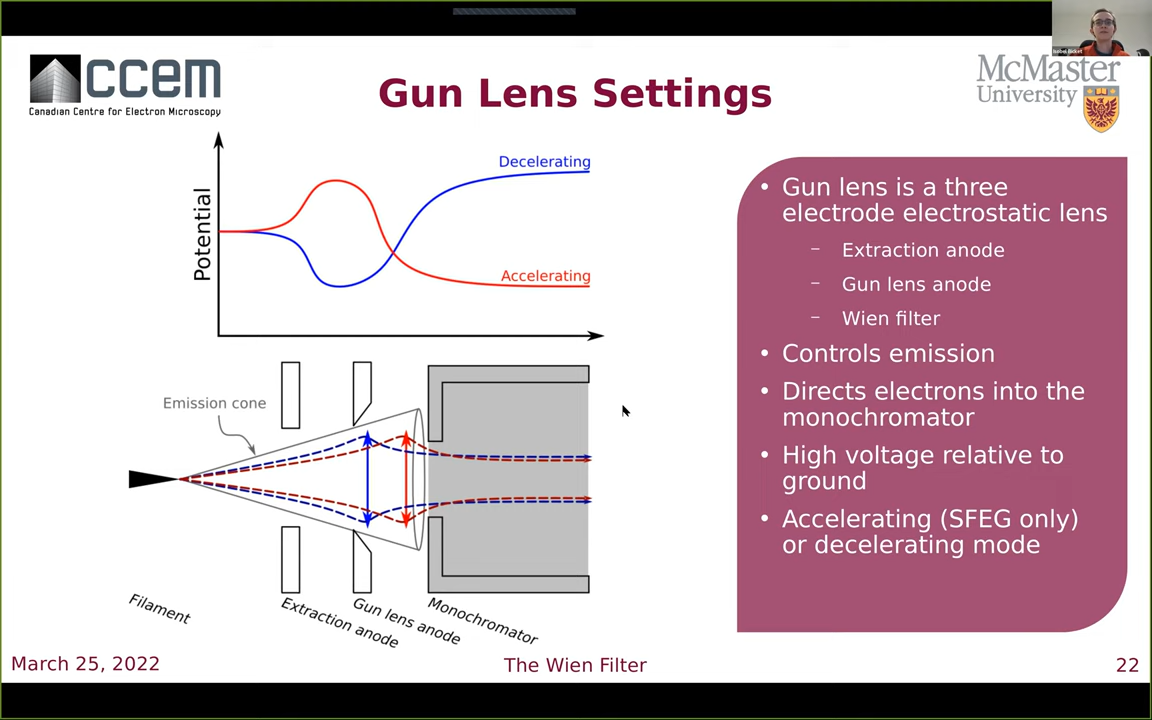 Isobel Bicket
ccem
Canadian Centre for Electron Microscopy
Gun Lens Settings
McMaster
University
Potential
Decelerating
Accelerating
Emission cone
Filament
Extraction anode
Gun lens anode
Monochromator
• Gun lens is a three
electrode electrostatic lens
– Extraction anode
– Gun lens anode
– Wien filter
• Controls emission
• Directs electrons into the
monochromator
• High voltage relative to
ground
• Accelerating (SFEG only)
or decelerating mode
March 25, 2022
The Wien Filter
22